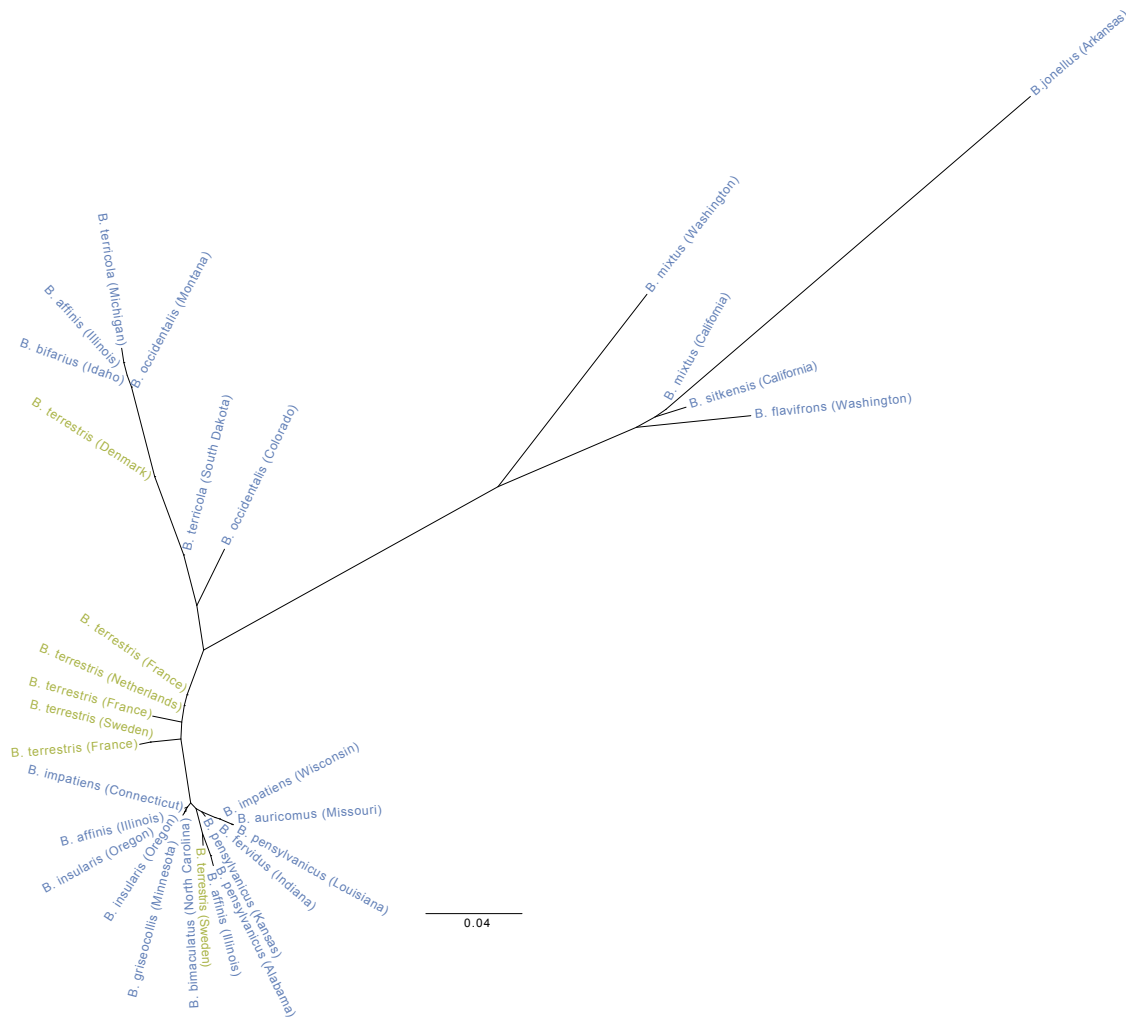 B.jonellus (Arkansas)
B. mixtus (Washington)
B. mixtus (California)
B. sitkensis (California)
B. flavifrons (Washington)
B. terricola (Michigan)
B. occidentalis (Montana)
B. affinis (Illinois)
B. bifarius (Idaho)
B. terrestris (Denmark)
B. terricola (South Dakota)
B. occidentalis (Colorado)
B. terrestris (France)
B. terrestris (Netherlands)
B. terrestris (France)
B. terrestris (Sweden)
B. terrestris (France)
B. impatiens (Connecticut)
B. affinis (Illinois)
B. insularis (Oregon)
B. insularis (Oregon)
B. griseocollis (Minnesota)
B. bimaculatus (North Carolina)
B. terrestris (Sweden)
B. affinis (Illinois)
B. pensylvanicus (Alabama)
B. pensylvanicus (Kansas)
B. fervidus (Indiana)
B. pensylvanicus (Louisiana)
B. auricomus (Missouri)
B. impatiens (Wisconsin)
0.04